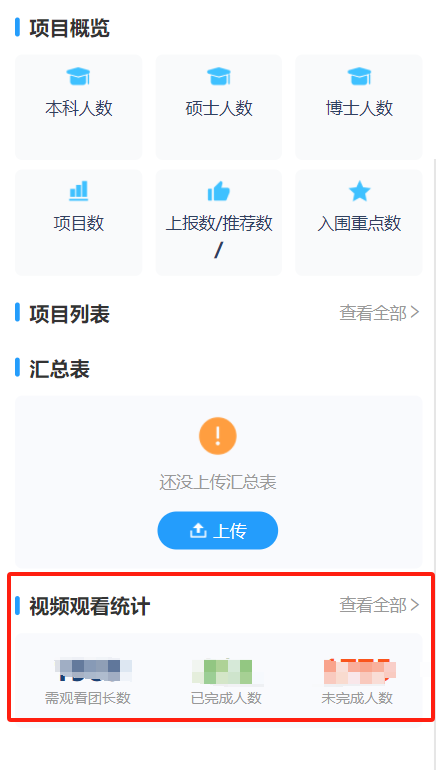 项目概览
本科人数
硕士人数
博士人数
项目数
上报数/推荐数
/
入围重点数
项目列表
查看全部
汇总表
还没上传汇总表
上传
视频观看统计
查看全部
需观看团长数
已完成人数
未完成人数